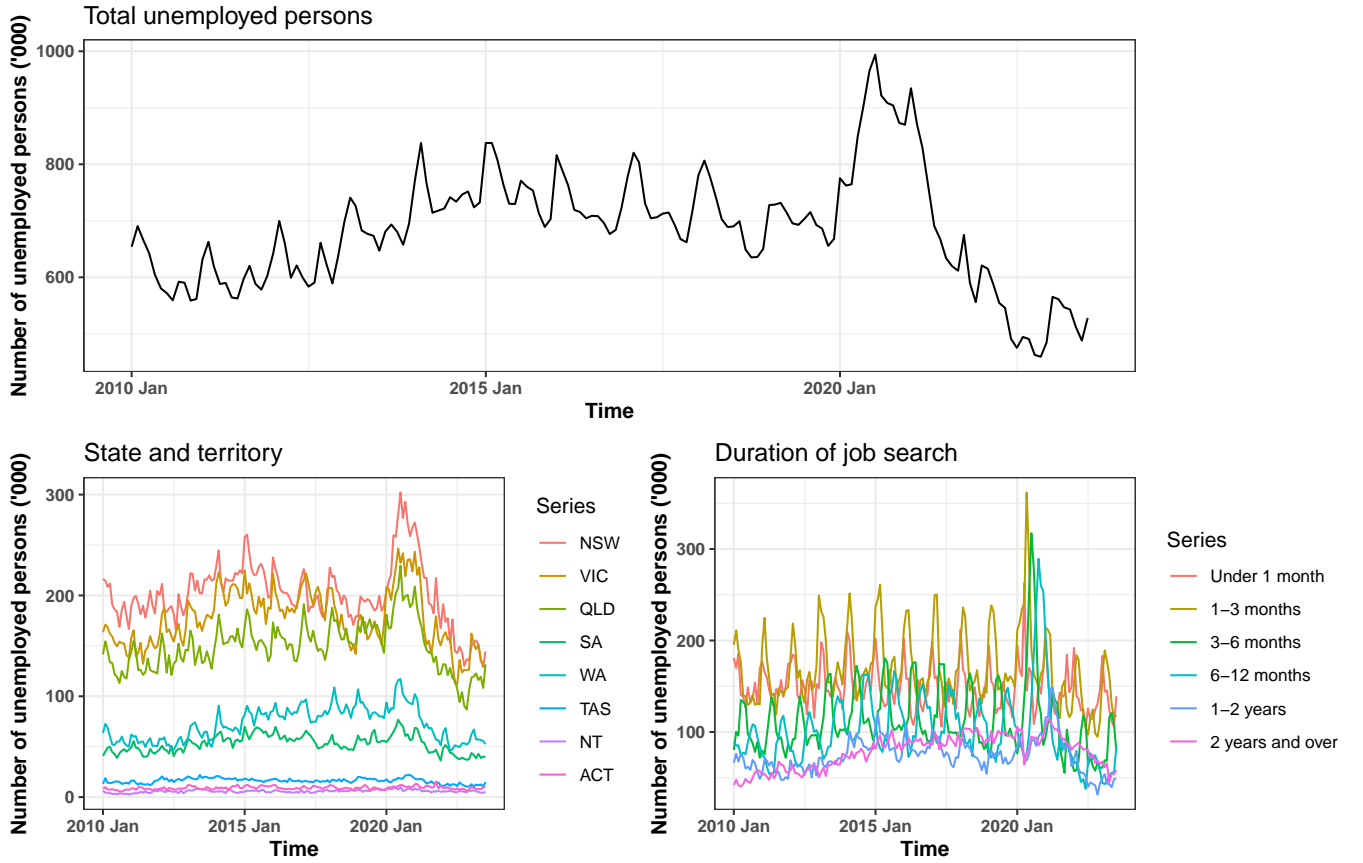 Total unemployed persons
Number of unemployed persons ('000)
1000
800
600
2010 Jan
2015 Jan
2020 Jan
Time
State and territory
Number of unemployed persons ('000)
300
200
100
0
2010 Jan
2015 Jan
2020 Jan
Time
Series
NSW
VIC
QLD
SA
WA
TAS
NT
ACT
Duration of job search
Number of unemployed persons ('000)
300
200
100
2010 Jan
2015 Jan
2020 Jan
Time
Series
Under 1 month
1–3 months
3–6 months
6–12 months
1–2 years
2 years and over